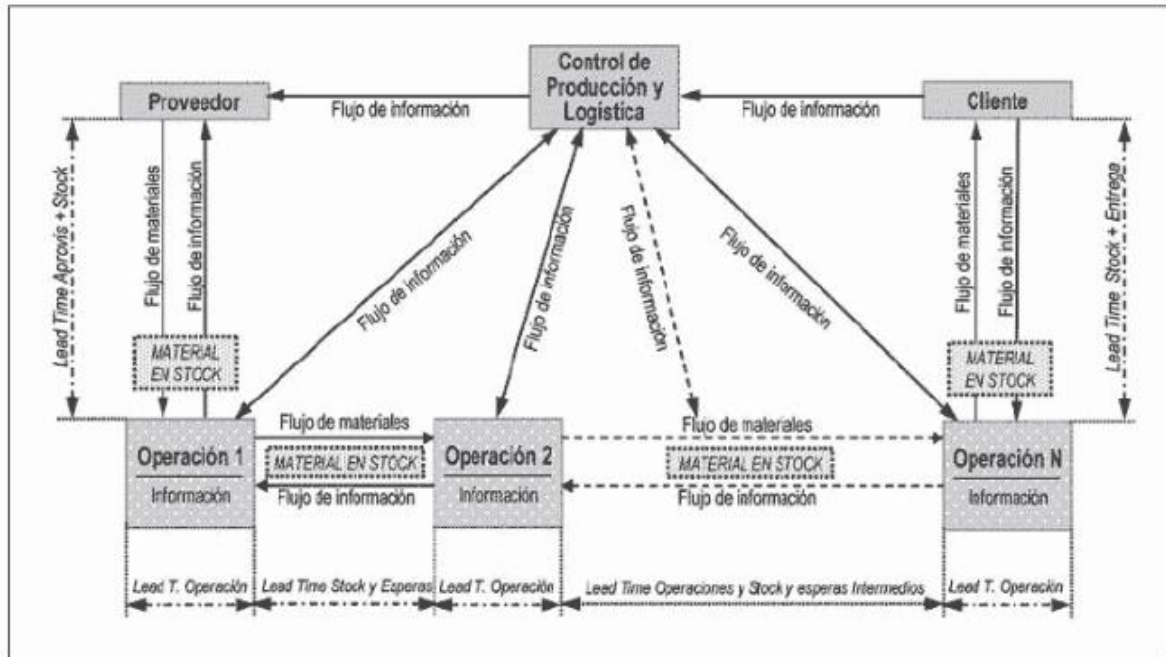 Control de
Producción y
Logística
Proveedor
Flujo de información
Flujo de información
Cliente
Lead Time Aprovis + Stock
Flujo de materiales
Flujo de información
Flujo de información
Flujo de información
Flujo de información
Flujo de información
Flujo de materiales
Flujo de información
Lead Time Stock + Entrega
MATERIAL
EN STOCK
MATERIAL
EN STOCK
Operación 1
Información
Flujo de materiales
MATERIAL EN STOCK
Flujo de información
Operación 2
Información
Flujo de materiales
MATERIAL EN STOCK
Flujo de información
Operación N
Información
Lead T. Operación
Lead Time Stock y Esperas
Lead T. Operación
Lead Time Operaciones y Stock y esperas Intermedios
Lead T. Operación